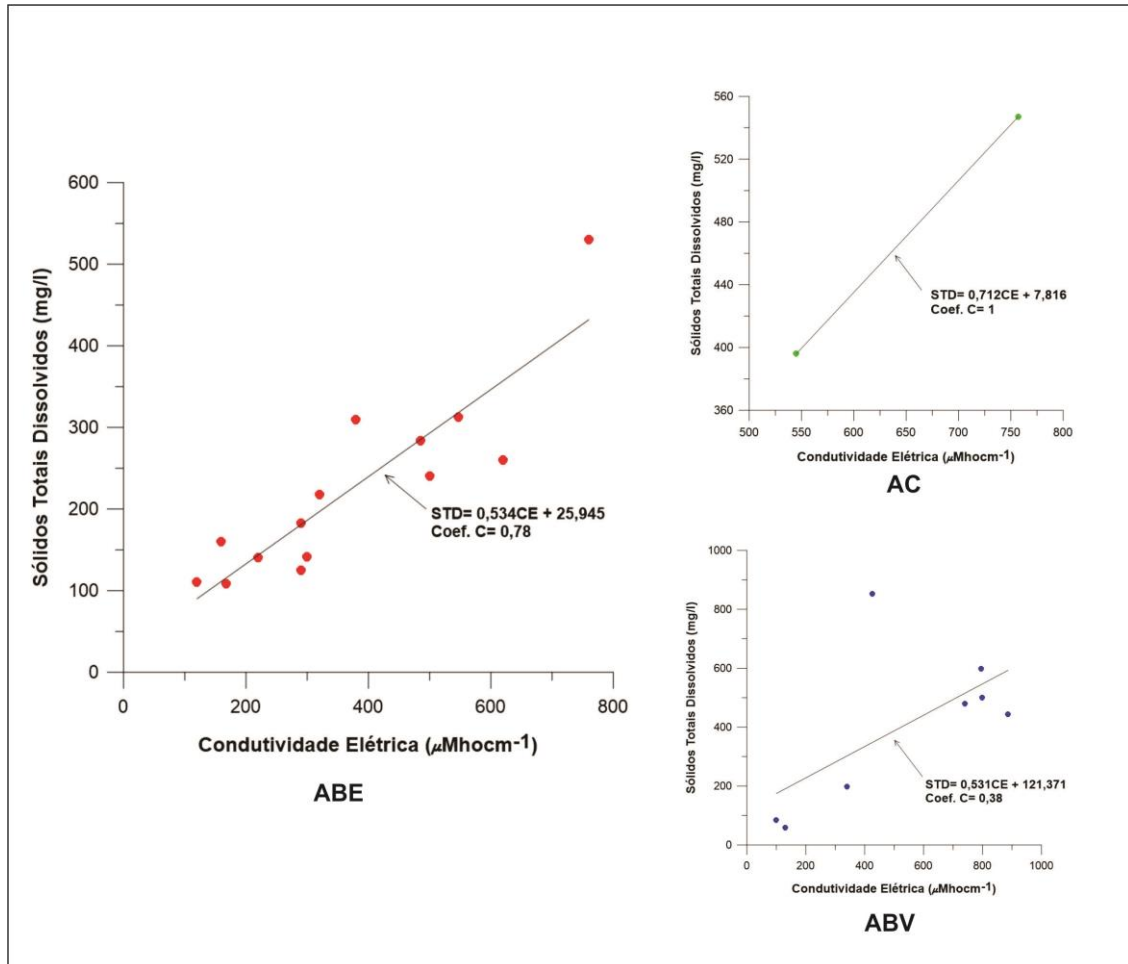 600
500
400
300
200
100
0
0
200
400
600
800
Sólidos Totais Dissolvidos (mg/l)
Condutividade Elétrica (μMhocm-1)
STD= 0,534CE + 25,945
Coef. C= 0,78
ABE
560
520
480
440
400
360
500
550
600
650
700
750
800
Sólidos Totais Dissolvidos (mg/l)
Condutividade Elétrica (μMhocm-1)
STD= 0,712CE + 7,816
Coef. C= 1
AC
1000
800
600
400
200
0
0
200
400
600
800
1000
Sólidos Totais Dissolvidos (mg/l)
Condutividade Elétrica (μMhocm-1)
STD= 0,531CE + 121,371
Coef. C= 0,38
ABV